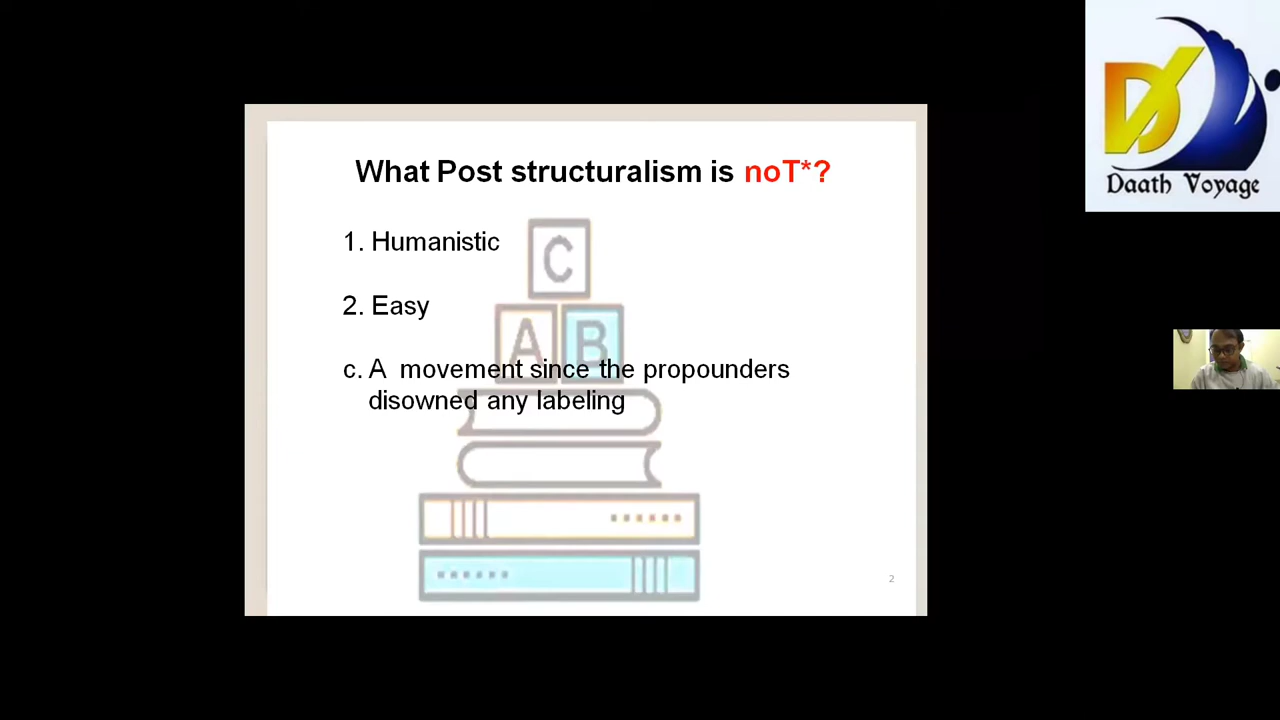 What Post structuralism is noT*?
1. Humanistic
C
2. Easy
A B
c. A movement since the propounders
disowned any labeling
2
DV
Daath Voyage